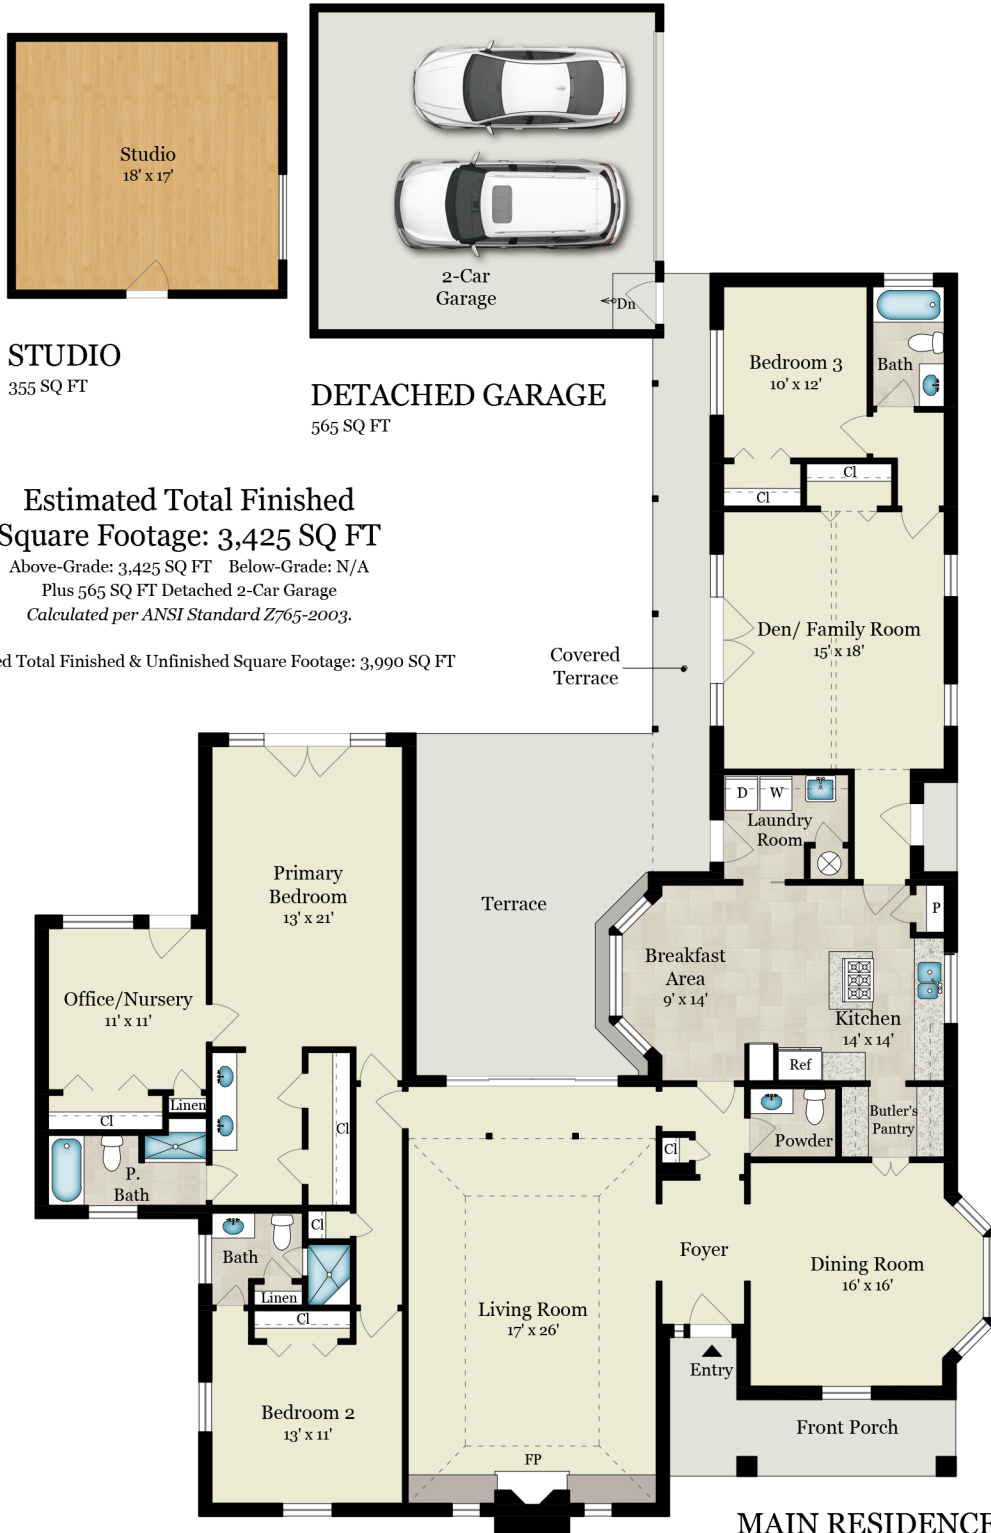 Studio
18' x 17'
STUDIO
355 SQ FT
2-Car
Garage
Dn
DETACHED GARAGE
565 SQ FT
Estimated Total Finished
Square Footage: 3,425 SQ FT
Above-Grade: 3,425 SQ FT Below-Grade: N/A
Plus 565 SQ FT Detached 2-Car Garage
Calculated per ANSI Standard Z765-2003.
ed Total Finished & Unfinished Square Footage: 3,990 SQ FT
Bedroom 3
10' x 12'
Bath
Cl
Cl
Den/ Family Room
15' x 18'
Covered
Terrace
D
W
Laundry
Room
Primary
Bedroom
13' x 21'
Terrace
P
Breakfast
Area
9' x 14'
Office/Nursery
11' x 11'
Kitchen
14' x 14'
Ref
Linen
Cl
Cl
Butler's
Pantry
Powder
Cl
P.
Bath
Cl
Bath
Foyer
Dining Room
16' x 16'
Linen
Cl
Living Room
17' x 26'
Entry
Bedroom 2
13' x 11'
Front Porch
FP
MAIN RESIDENCE